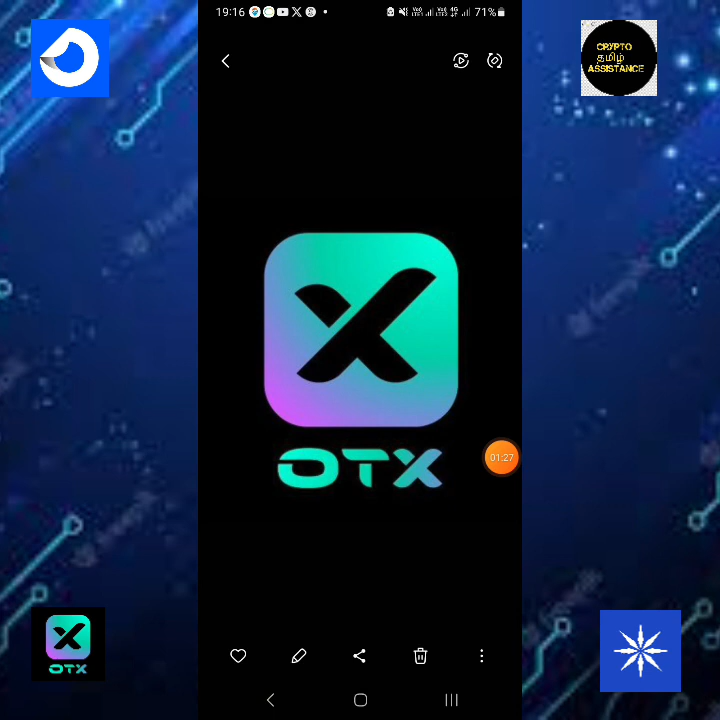 19:16
71%
CRYPTO
தமிழ்
ASSISTANCE
OTX
01:27
OTX